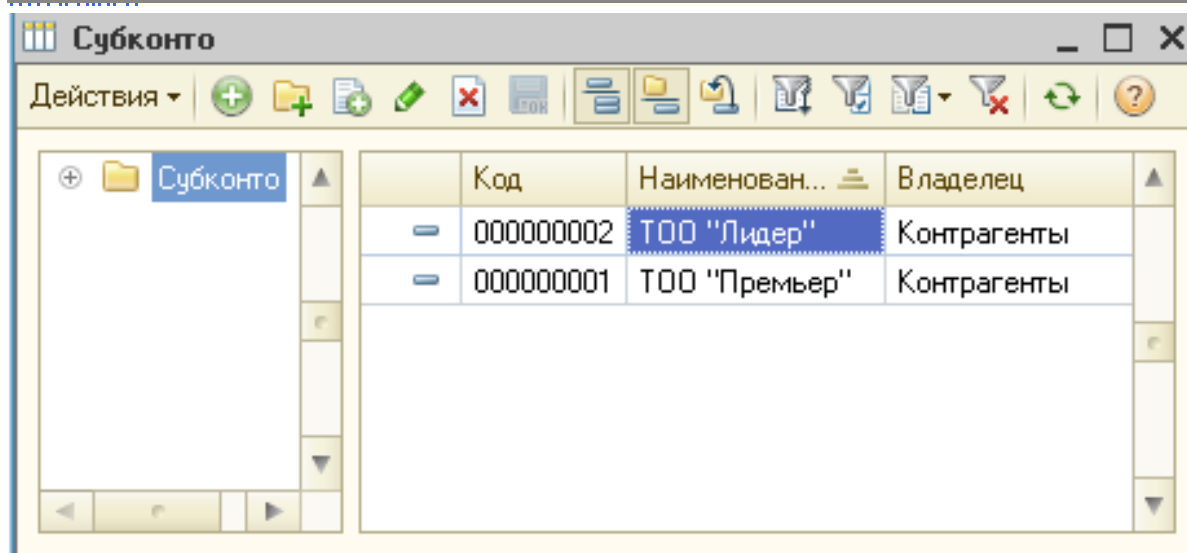 Субконто
Действия
Субконто
Код Наименован... Владелец
000000002 ТОО "Лидер" Контрагенты
000000001 ТОО "Премьер" Контрагенты